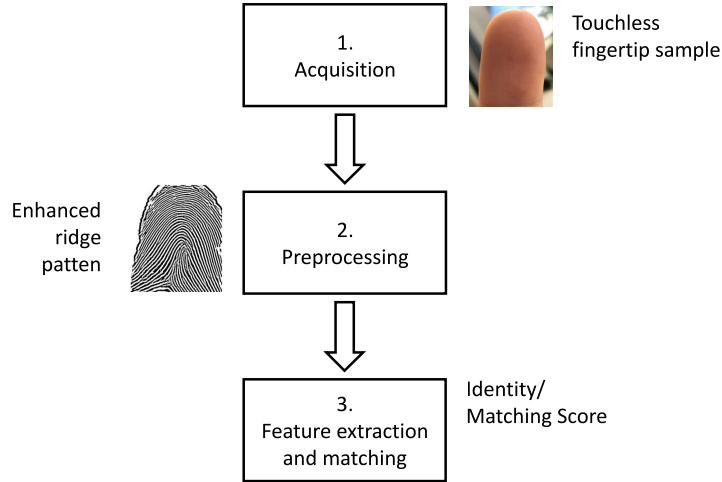 1.
Acquisition
Touchless
fingertip sample
Enhanced
ridge
patten
2.
Preprocessing
3.
Feature extraction
and matching
Identity/
Matching Score